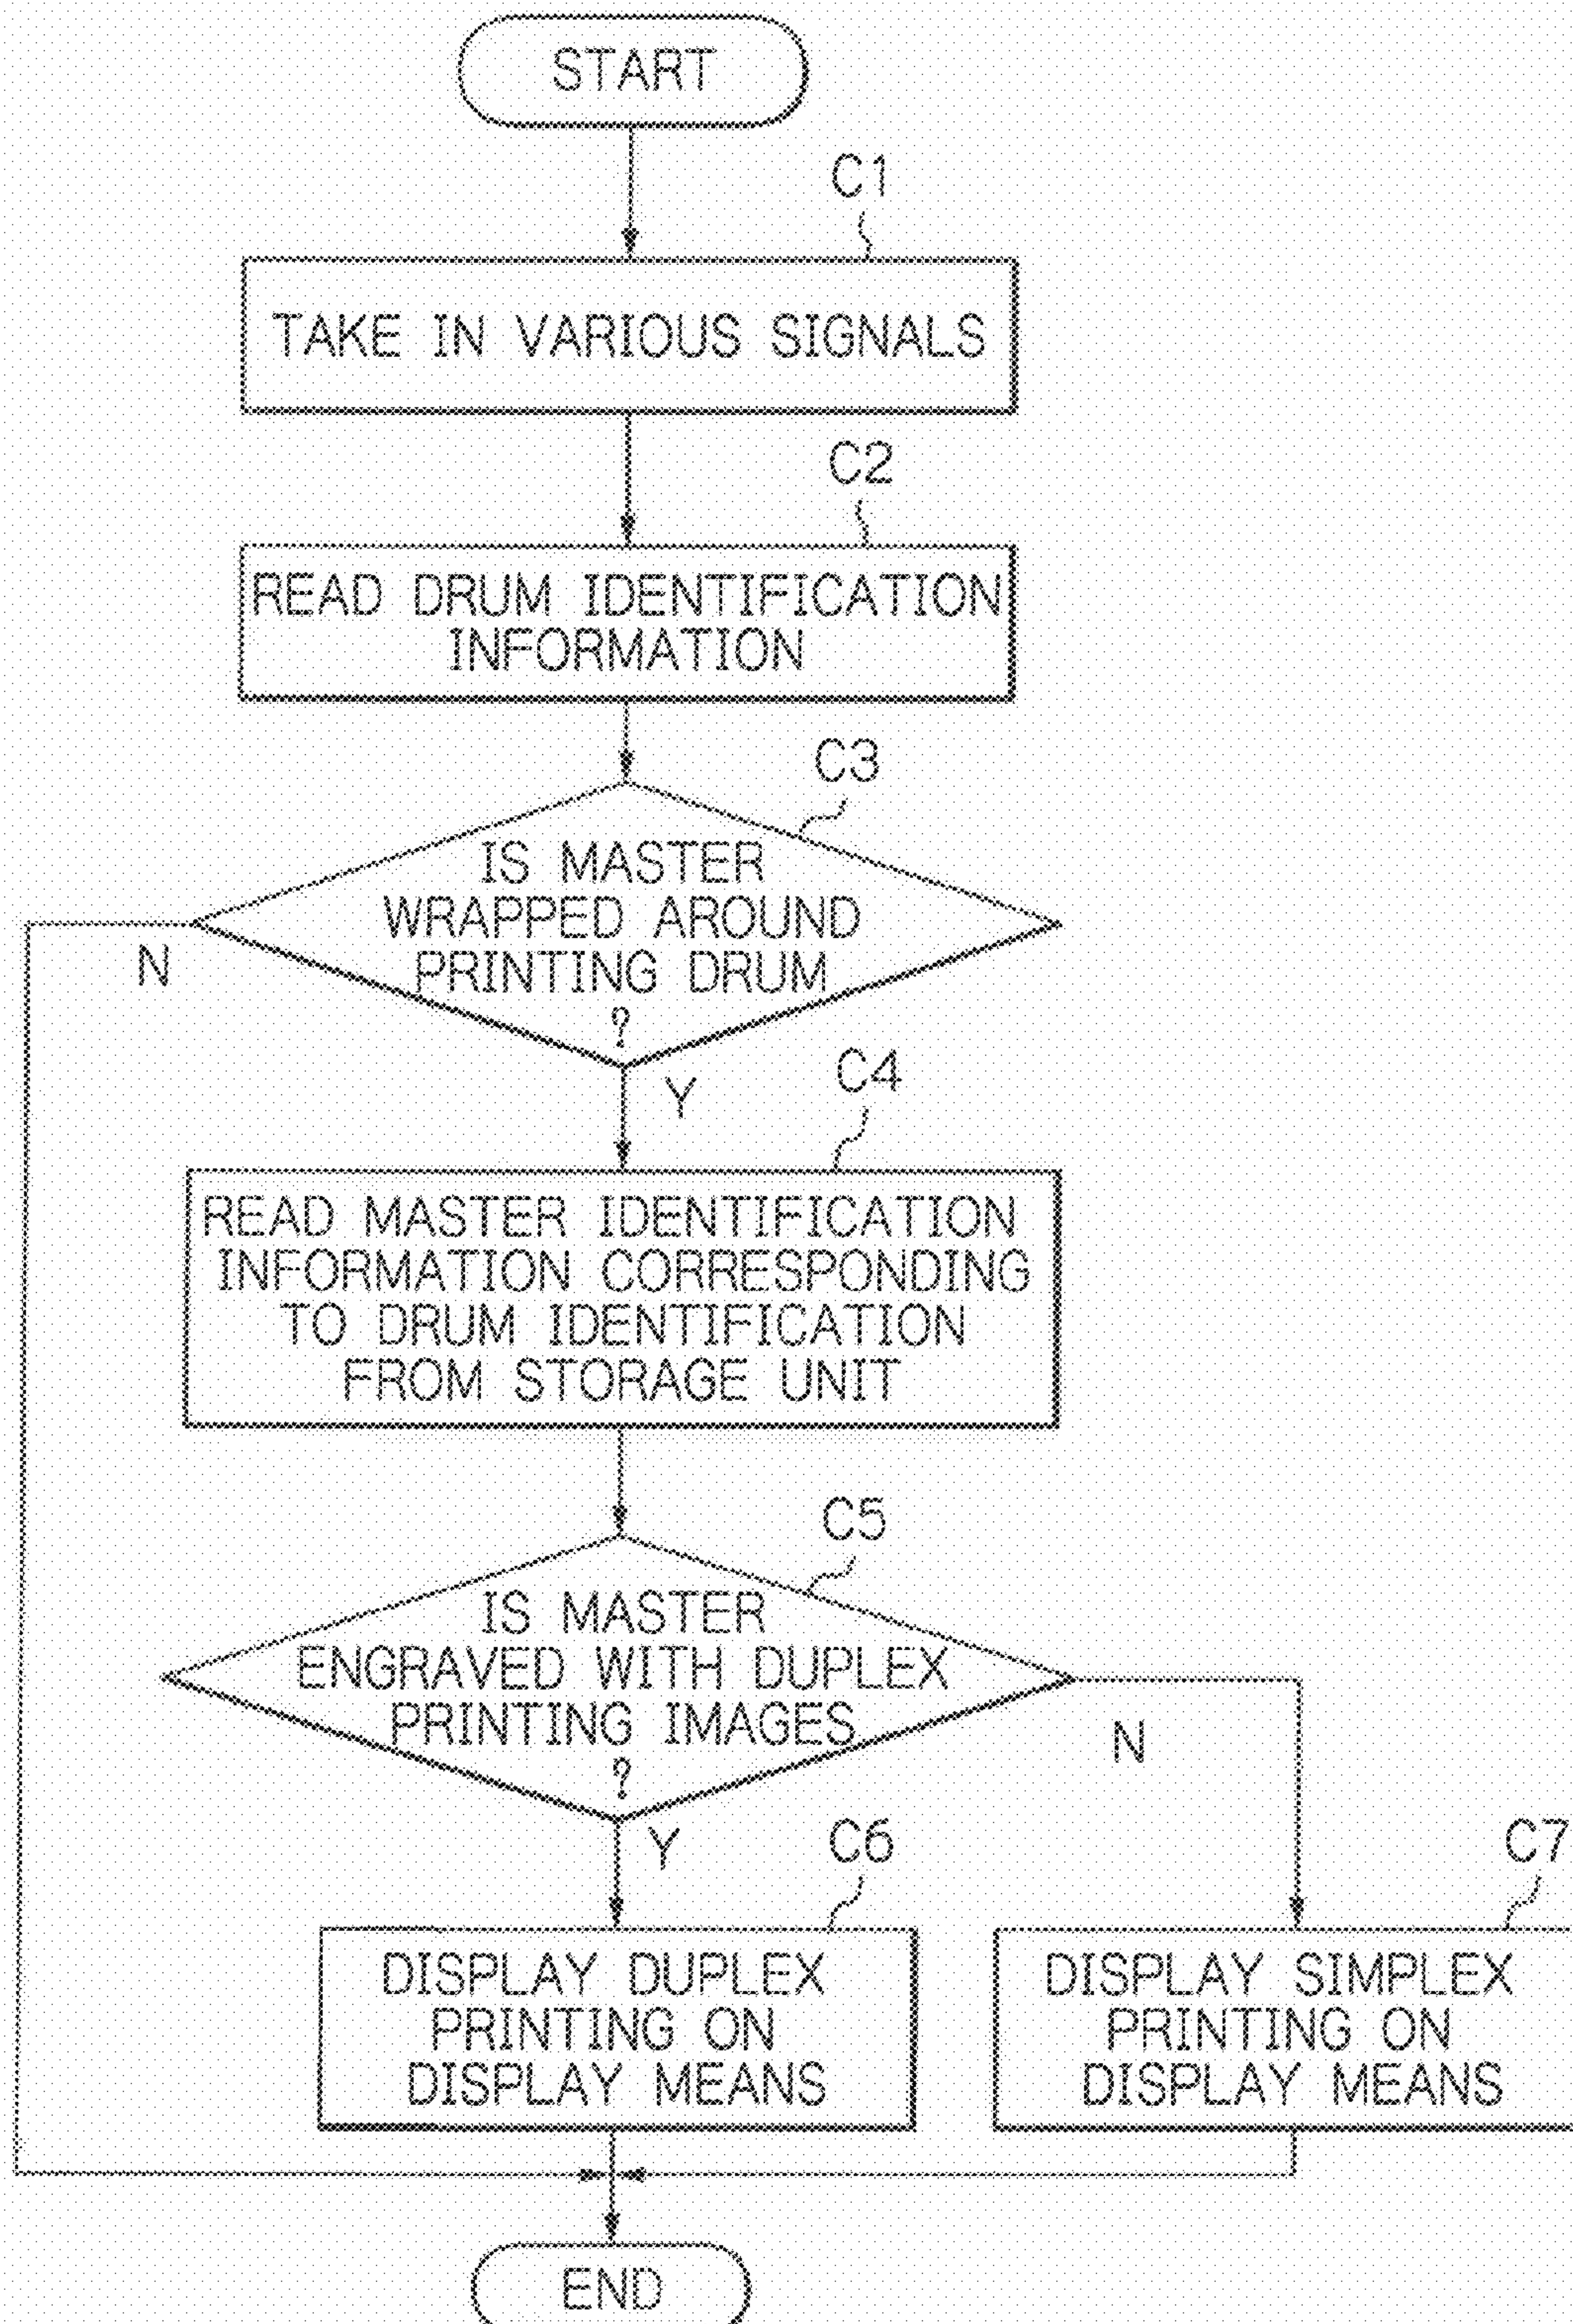 START
C1
TAKE IN VARIOUS SIGNALS
C2
READ DRUM IDENTIFICATION
INFORMATION
C3
IS MASTER
WRAPPED AROUND
PRINTING DRUM
?
N
Y
C4
READ MASTER IDENTIFICATION
INFORMATION CORRESPONDING
TO DRUM IDENTIFICATION
FROM STORAGE UNIT
C5
IS MASTER
ENGRAVED WITH DUPLEX
PRINTING IMAGES
?
N
Y
C6
DISPLAY DUPLEX
PRINTING ON
DISPLAY MEANS
C7
DISPLAY SIMPLEX
PRINTING ON
DISPLAY MEANS
END